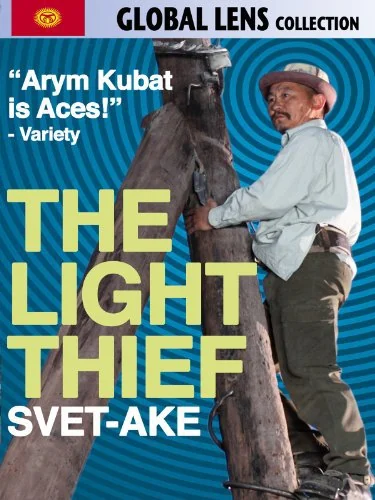 GLOBAL LENS COLLECTION
“Arym Kubat
is Aces!”
- Variety
THE
LIGHT
THIEF
SVET-AKE